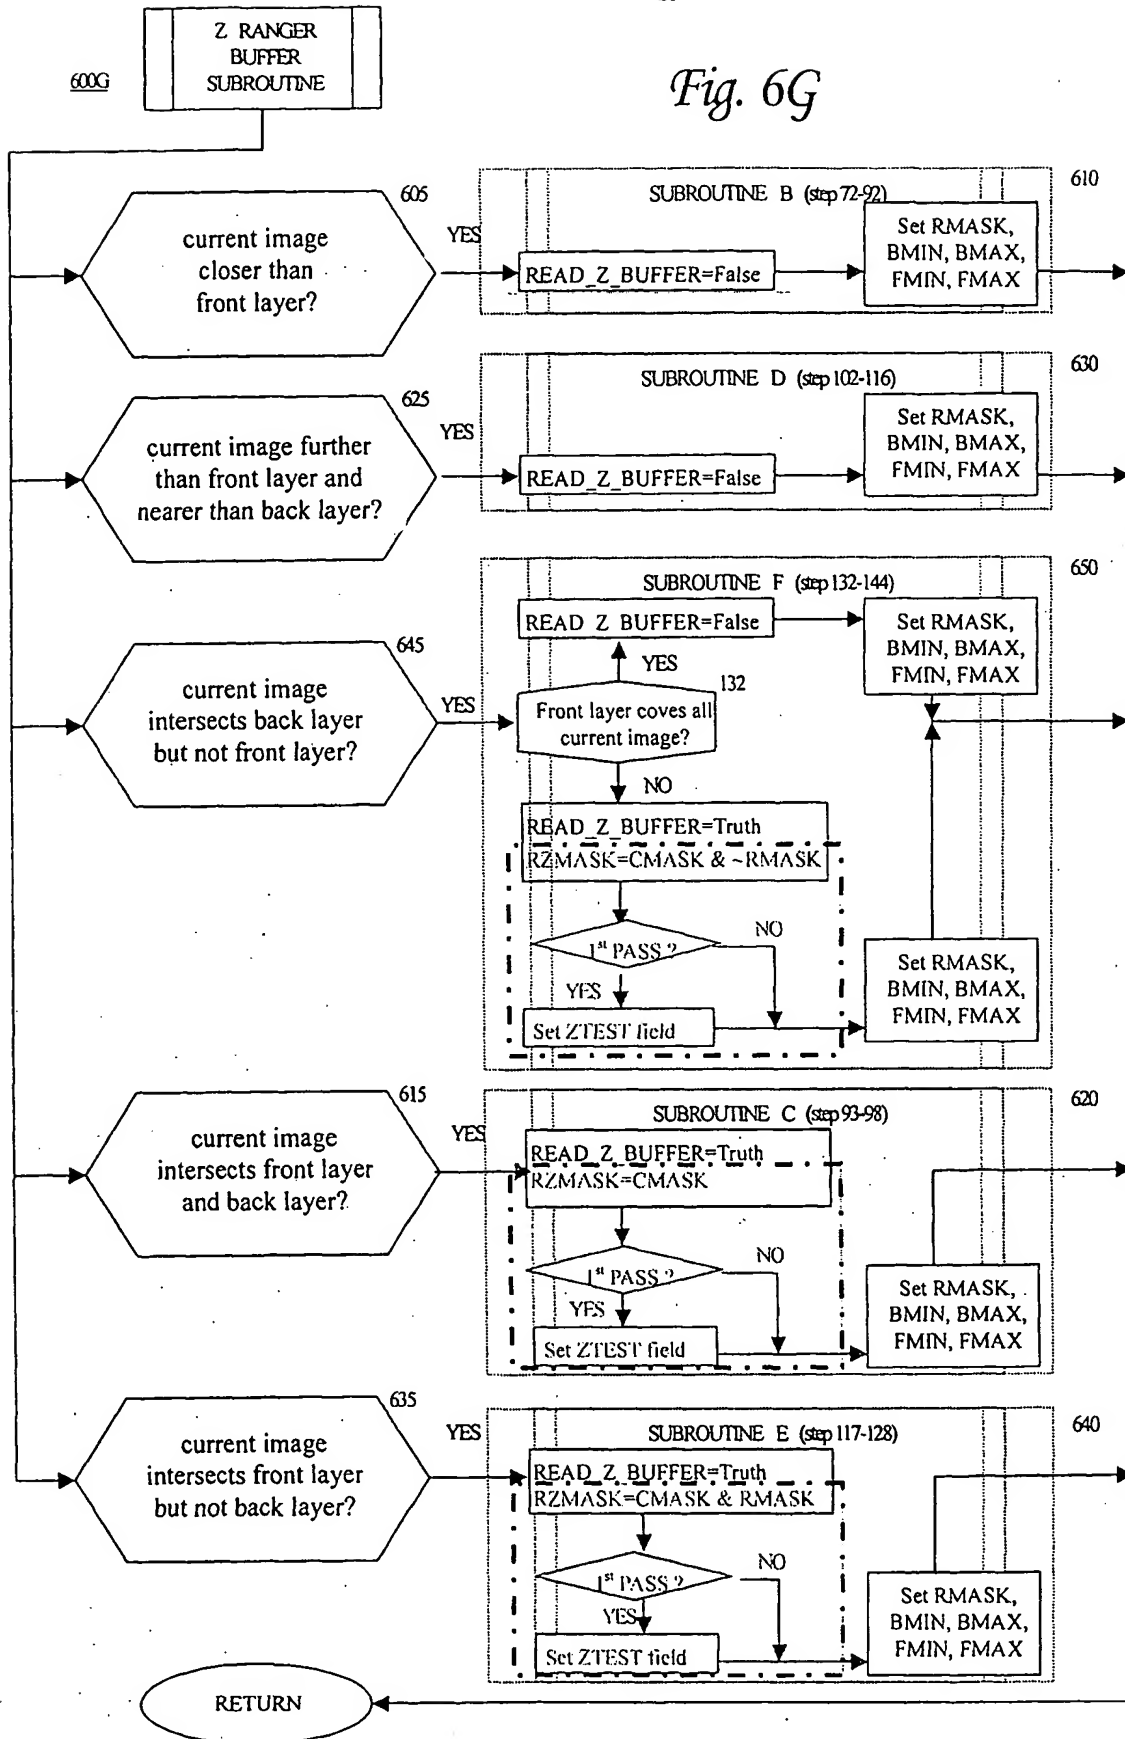 Z RANGER
BUFFER
SUBROUTINE
600G
Fig. 6G
605
current image
closer than
front layer?
YES
SUBROUTINE B (step 72-92)
610
READ_Z_BUFFER=False
Set RMASK,
BMIN, BMAX,
FMIN, FMAX
625
current image further
than front layer and
nearer than back layer?
YES
SUBROUTINE D (step 102-116)
630
READ_Z_BUFFER=False
Set RMASK,
BMIN, BMAX,
FMIN, FMAX
645
current image
intersects back layer
but not front layer?
YES
SUBROUTINE F (step 132-144)
650
READ_Z_BUFFER=False
Set RMASK,
BMIN, BMAX,
FMIN, FMAX
YES
132
Front layer coves all
current image?
NO
READ_Z_BUFFER=Truth
RZMASK=CMASK & ~RMASK
1st PASS ?
NO
YES
Set ZTEST field
Set RMASK,
BMIN, BMAX,
FMIN, FMAX
615
current image
intersects front layer
and back layer?
YES
SUBROUTINE C (step 93-98)
620
READ_Z_BUFFER=Truth
RZMASK=CMASK
1st PASS ?
NO
YES
Set ZTEST field
Set RMASK,
BMIN, BMAX,
FMIN, FMAX
635
current image
intersects front layer
but not back layer?
YES
SUBROUTINE E (step 117-128)
640
READ_Z_BUFFER=Truth
RZMASK=CMASK & RMASK
1st PASS ?
NO
YES
Set ZTEST field
Set RMASK,
BMIN, BMAX,
FMIN, FMAX
RETURN